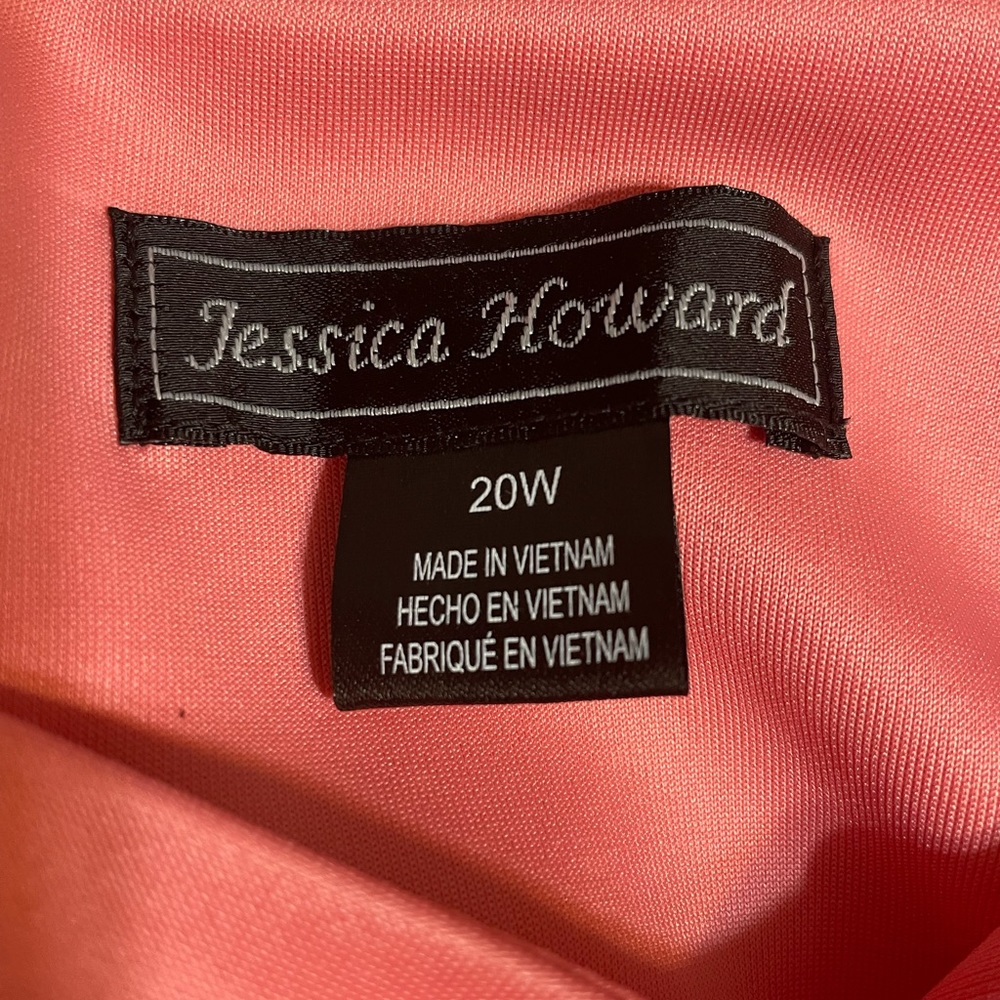 Jessica Howard
20W
MADE IN VIETNAM
HECHO EN VIETNAM
FABRIQUÉ EN VIETNAM